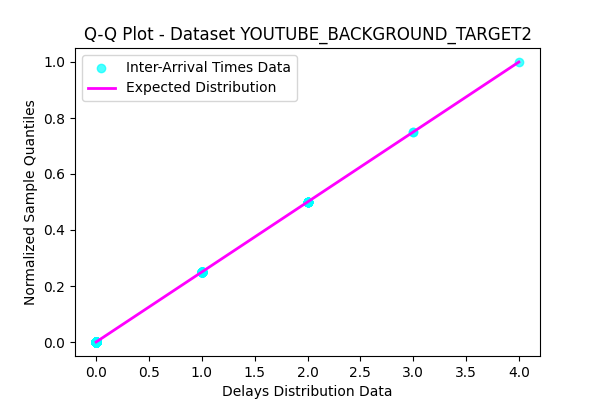 Q-Q Plot - Dataset YOUTUBE_BACKGROUND_TARGET2
Inter-Arrival Times Data
Expected Distribution
Normalized Sample Quantiles
1.0
0.8
0.6
0.4
0.2
0.0
0.0 0.5 1.0 1.5 2.0 2.5 3.0 3.5 4.0
Delays Distribution Data